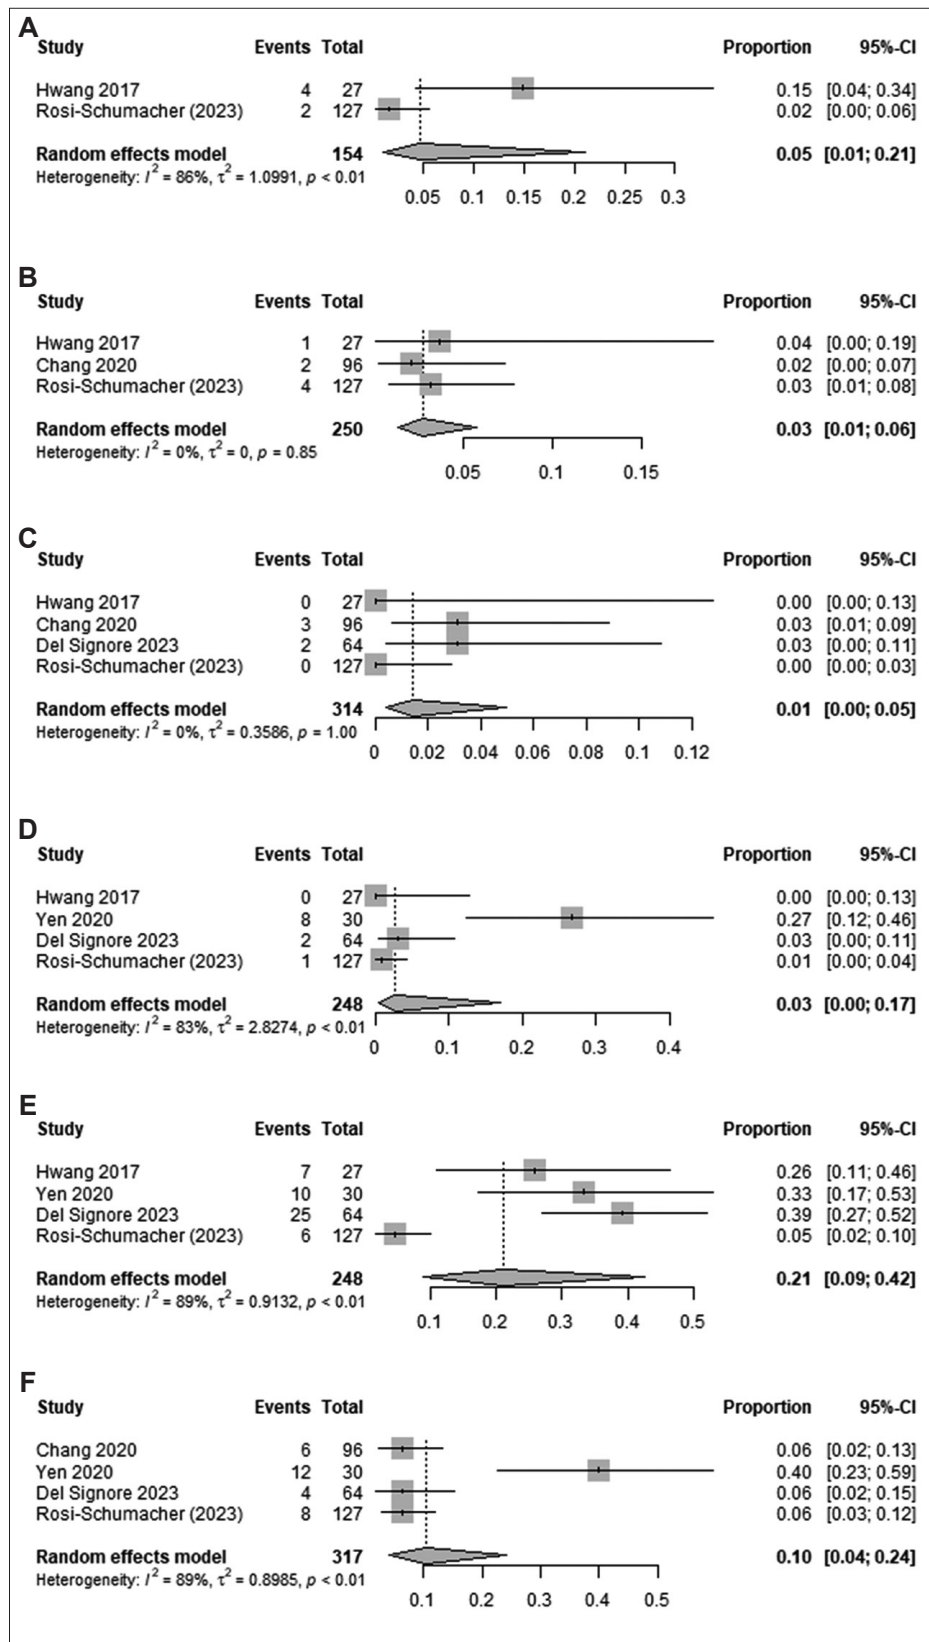 A
Study Events Total Proportion 95%-CI
Hwang 2017 4 27 0.15 [0.04; 0.34]
Rosi-Schumacher (2023) 2 127 0.02 [0.00; 0.06]
Random effects model 154 0.05 [0.01; 0.21]
Heterogeneity: I² = 86%, τ² = 1.0991, p < 0.01
0.05 0.1 0.15 0.2 0.25 0.3
B
Study Events Total Proportion 95%-CI
Hwang 2017 1 27 0.04 [0.00; 0.19]
Chang 2020 2 96 0.02 [0.00; 0.07]
Rosi-Schumacher (2023) 4 127 0.03 [0.01; 0.08]
Random effects model 250 0.03 [0.01; 0.06]
Heterogeneity: I² = 0%, τ² = 0, p = 0.85
0.05 0.1 0.15
C
Study Events Total Proportion 95%-CI
Hwang 2017 0 27 0.00 [0.00; 0.13]
Chang 2020 3 96 0.03 [0.01; 0.09]
Del Signore 2023 2 64 0.03 [0.00; 0.11]
Rosi-Schumacher (2023) 0 127 0.00 [0.00; 0.03]
Random effects model 314 0.01 [0.00; 0.05]
Heterogeneity: I² = 0%, τ² = 0.3586, p = 1.00
0 0.02 0.04 0.06 0.08 0.1 0.12
D
Study Events Total Proportion 95%-CI
Hwang 2017 0 27 0.00 [0.00; 0.13]
Yen 2020 8 30 0.27 [0.12; 0.46]
Del Signore 2023 2 64 0.03 [0.00; 0.11]
Rosi-Schumacher (2023) 1 127 0.01 [0.00; 0.04]
Random effects model 248 0.03 [0.00; 0.17]
Heterogeneity: I² = 83%, τ² = 2.8274, p < 0.01
0 0.1 0.2 0.3 0.4
E
Study Events Total Proportion 95%-CI
Hwang 2017 7 27 0.26 [0.11; 0.46]
Yen 2020 10 30 0.33 [0.17; 0.53]
Del Signore 2023 25 64 0.39 [0.27; 0.52]
Rosi-Schumacher (2023) 6 127 0.05 [0.02; 0.10]
Random effects model 248 0.21 [0.09; 0.42]
Heterogeneity: I² = 89%, τ² = 0.9132, p < 0.01
0.1 0.2 0.3 0.4 0.5
F
Study Events Total Proportion 95%-CI
Chang 2020 6 96 0.06 [0.02; 0.13]
Yen 2020 12 30 0.40 [0.23; 0.59]
Del Signore 2023 4 64 0.06 [0.02; 0.15]
Rosi-Schumacher (2023) 8 127 0.06 [0.03; 0.12]
Random effects model 317 0.10 [0.04; 0.24]
Heterogeneity: I² = 89%, τ² = 0.8985, p < 0.01
0.1 0.2 0.3 0.4 0.5